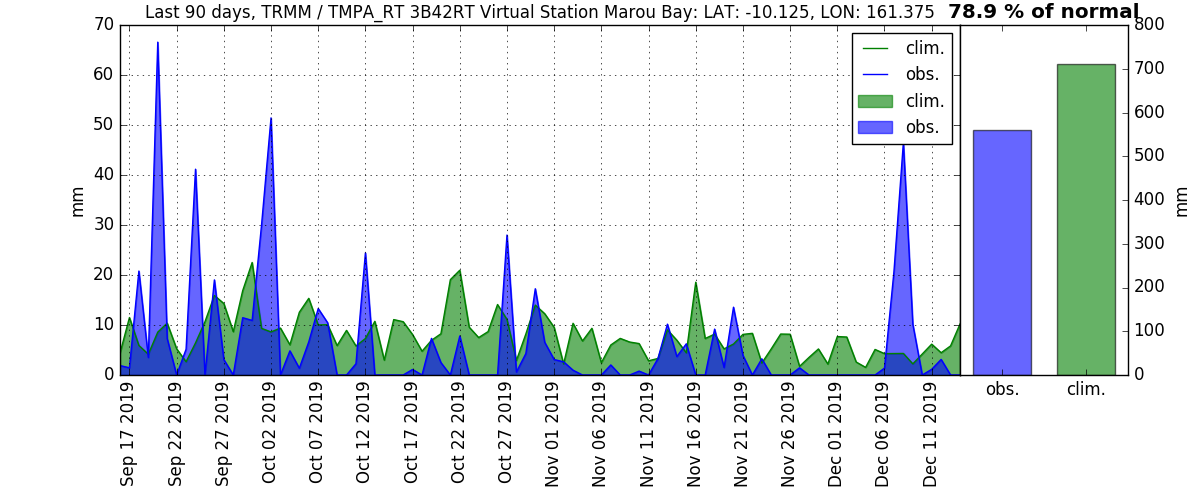 Last 90 days, TRMM / TMPA_RT 3B42RT Virtual Station Marou Bay: LAT: -10.125, LON: 161.375 78.9 % of normal
70
60
50
40
30
20
10
0
mm
clim.
obs.
clim.
obs.
Sep 17 2019
Sep 22 2019
Sep 27 2019
Oct 02 2019
Oct 07 2019
Oct 12 2019
Oct 17 2019
Oct 22 2019
Oct 27 2019
Nov 01 2019
Nov 06 2019
Nov 11 2019
Nov 16 2019
Nov 21 2019
Nov 26 2019
Dec 01 2019
Dec 06 2019
Dec 11 2019
800
700
600
500
400
300
200
100
0
mm
obs.
clim.